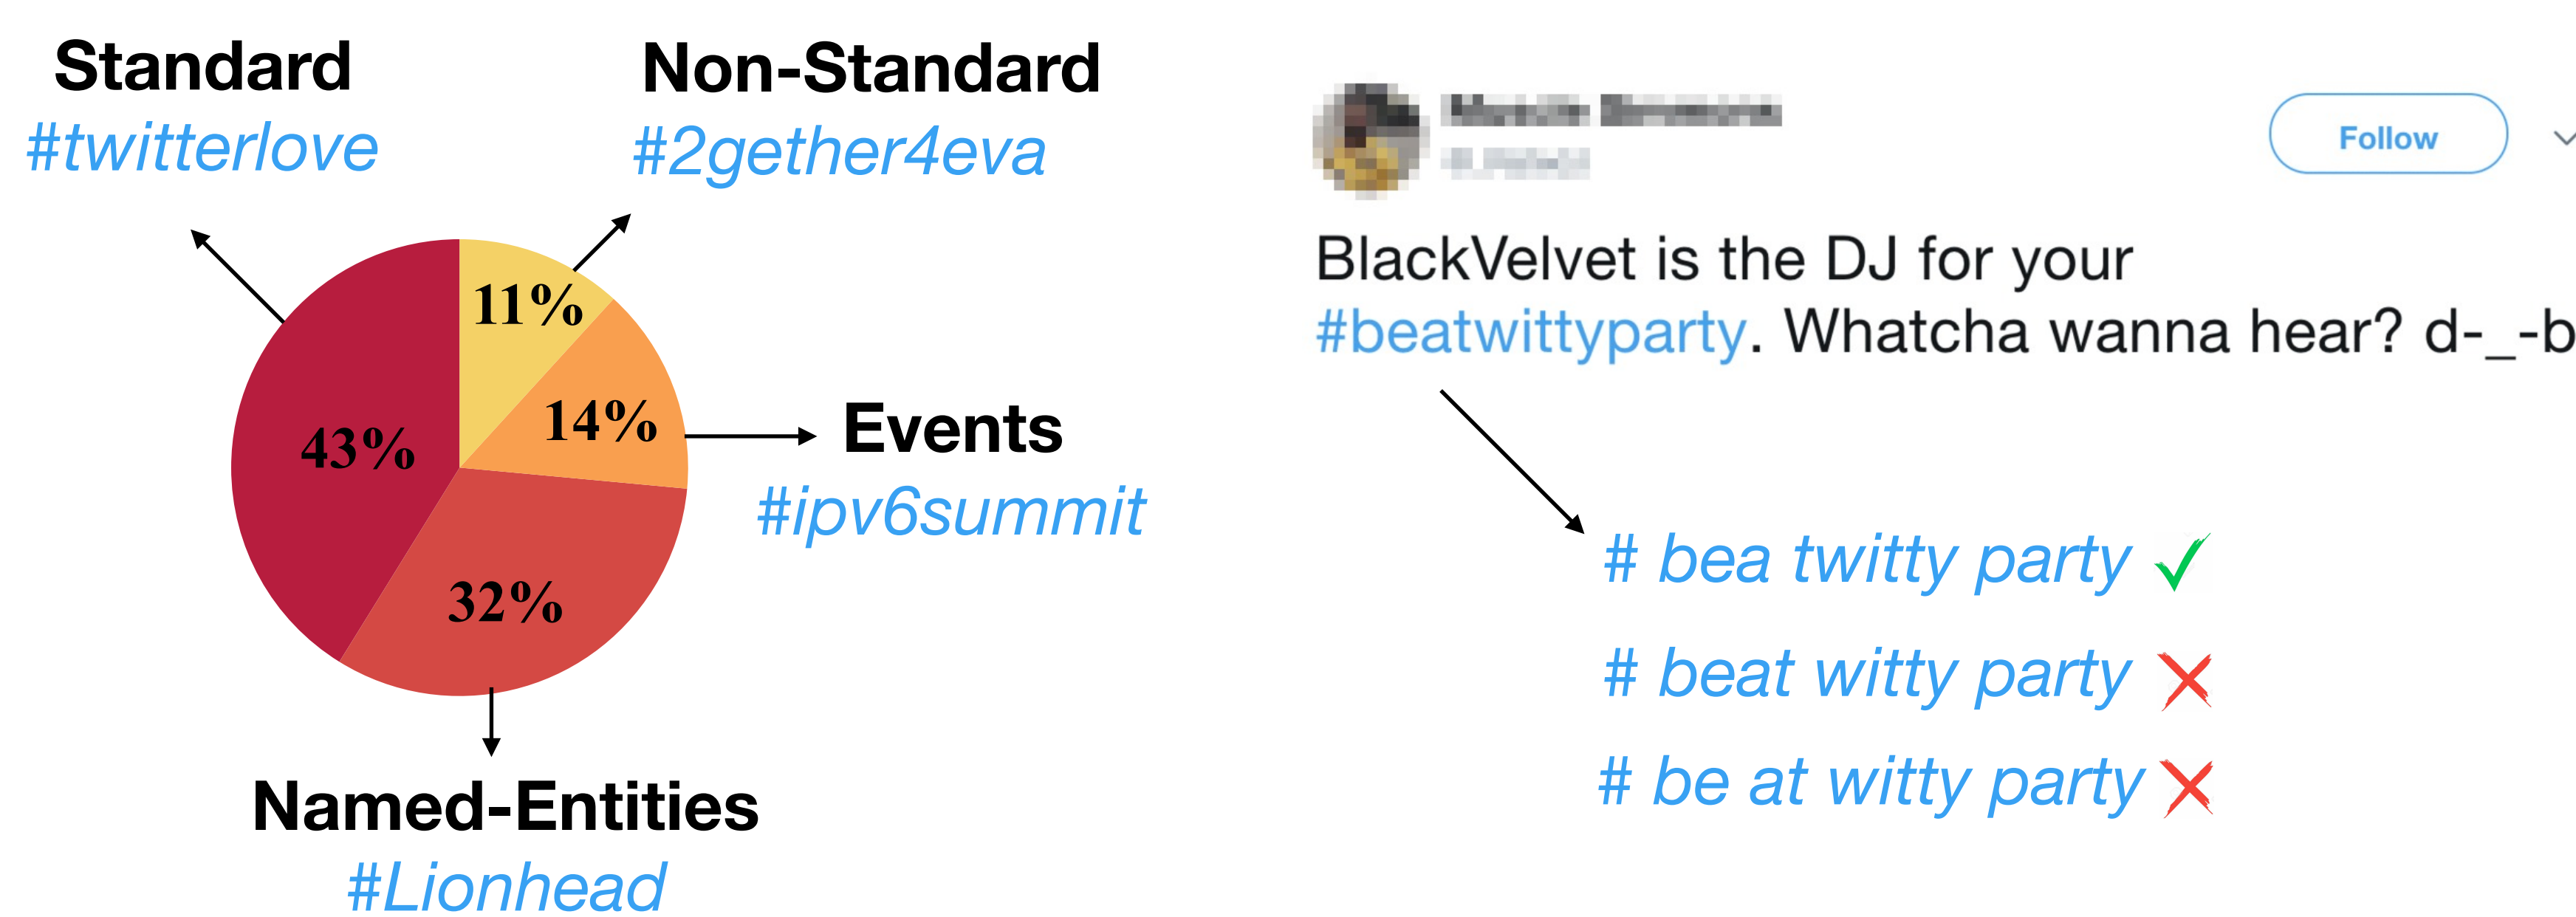 Standard
#twitterlove
Non-Standard
#2gether4eva
11%
14%
43%
32%
Events
#ipv6summit
Named-Entities
#Lionhead
Follow
BlackVelvet is the DJ for your
#beatwittyparty. Whatcha wanna hear? d-_-b
# bea twitty party
# beat witty party
# be at witty party